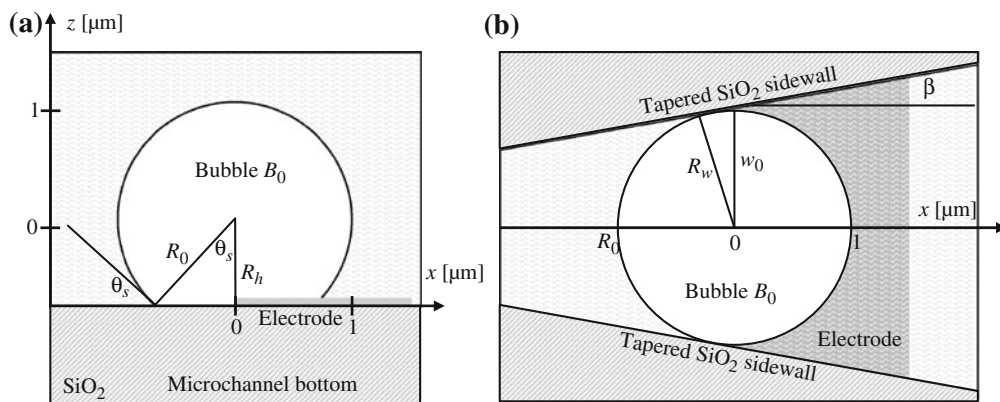 (a)
z [µm]
1
Bubble B0
0
R0
θs
θs
Rh
x [µm]
0
1
Electrode
SiO2
Microchannel bottom
(b)
Tapered SiO2 sidewall
β
Rw
w0
x [µm]
R0
0
1
Bubble B0
Electrode
Tapered SiO2 sidewall